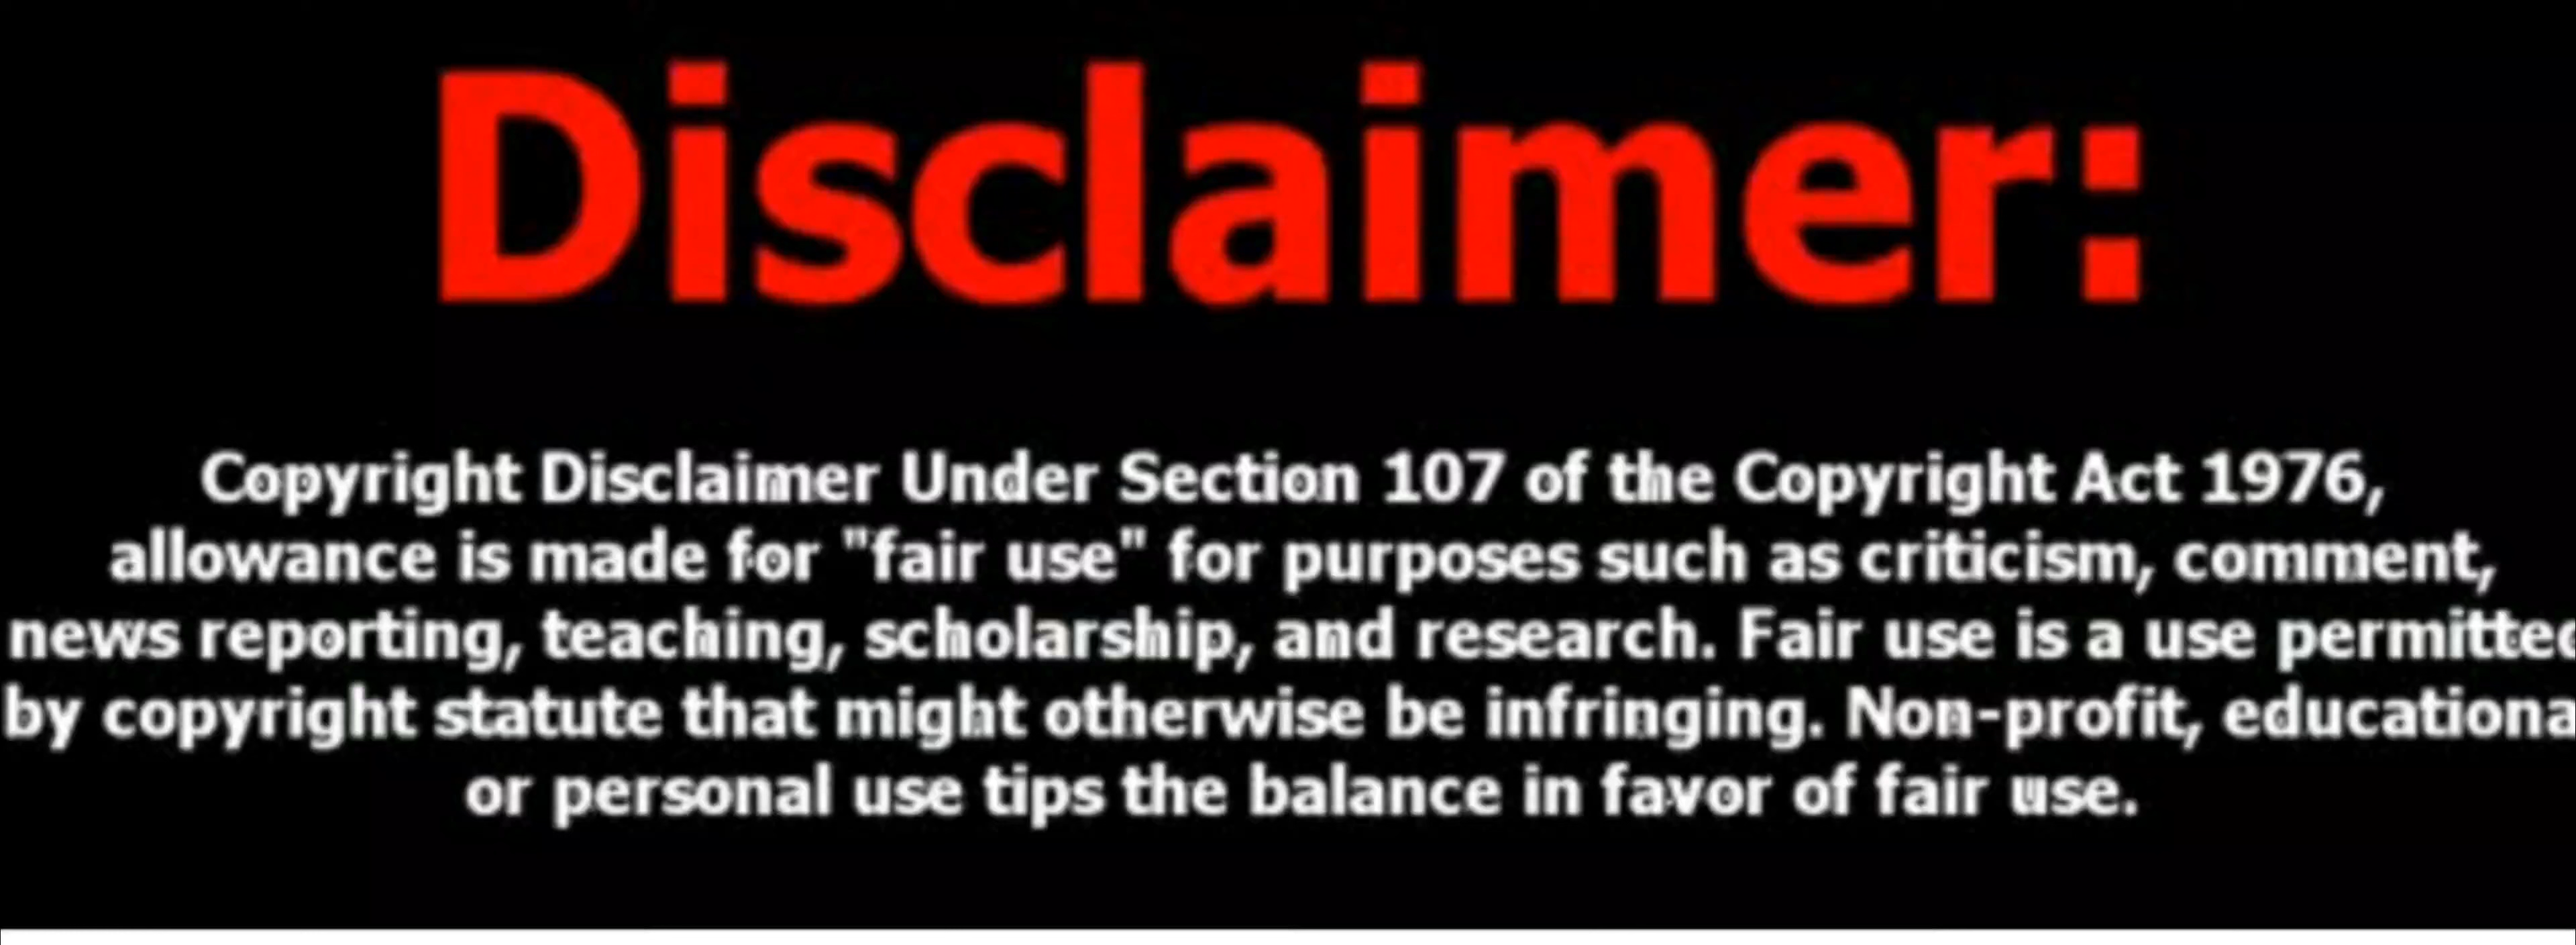 Disclaimer:
Copyright Disclaimer Under Section 107 of the Copyright Act 1976,
allowance is made for "fair use" for purposes such as criticism, comment,
news reporting, teaching, scholarship, and research. Fair use is a use permitted
by copyright statute that might otherwise be infringing. Non-profit, educationa
or personal use tips the balance in favor of fair use.